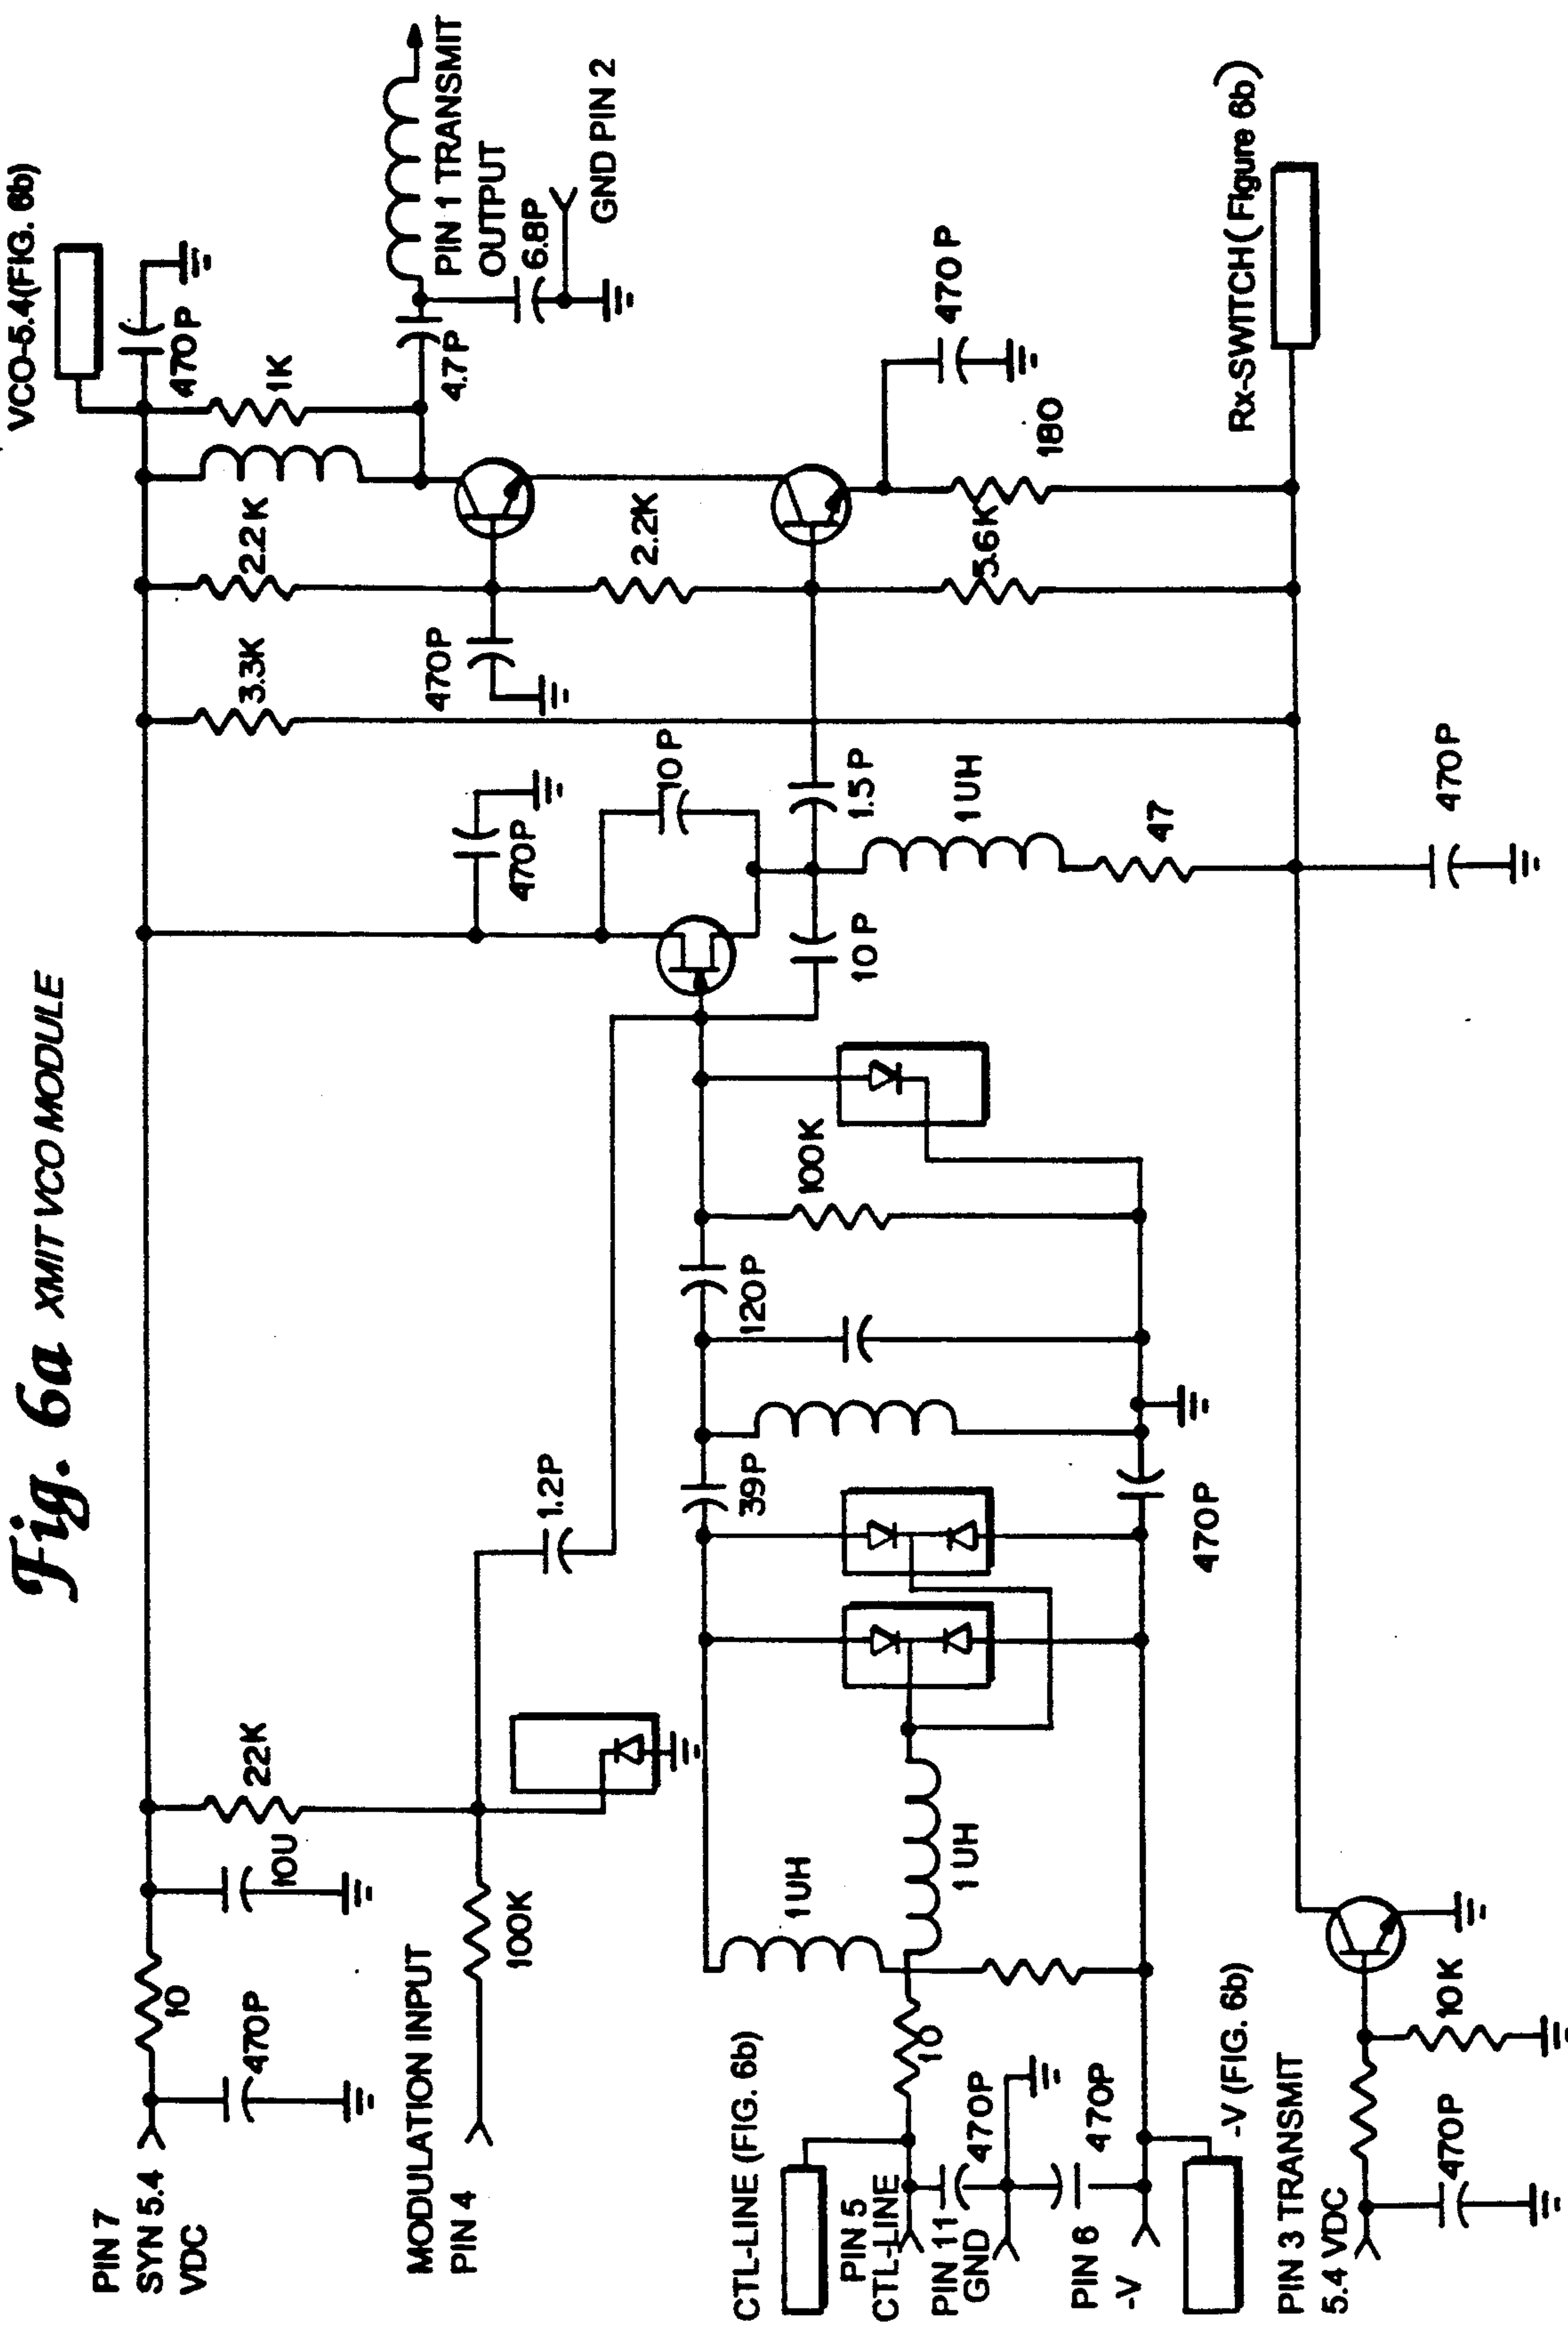 Fig. 6a XMIT VCO MODULE
PIN 7
SYN 5.4
VDC
470P
10
10U
22K
MODULATION INPUT
PIN 4
100K
1.2P
470P
10P
3.3K
470P
2.2K
2.2K
5.6K
VCO-5.4(FIG. 6b)
470P
1K
4.7P
PIN 1 TRANSMIT
OUTPUT
6.8P
GND PIN 2
470P
180
Rx-SWITCH(Figure 6b)
CTL-LINE (FIG. 6b)
PIN 5
CTL-LINE
PIN 11
GND
470P
PIN 6
-V
470P
-V (FIG. 6b)
10
1UH
1UH
39P
470P
120P
100K
10P
1.5P
1UH
47
470P
PIN 3 TRANSMIT
5.4 VDC
470P
10K